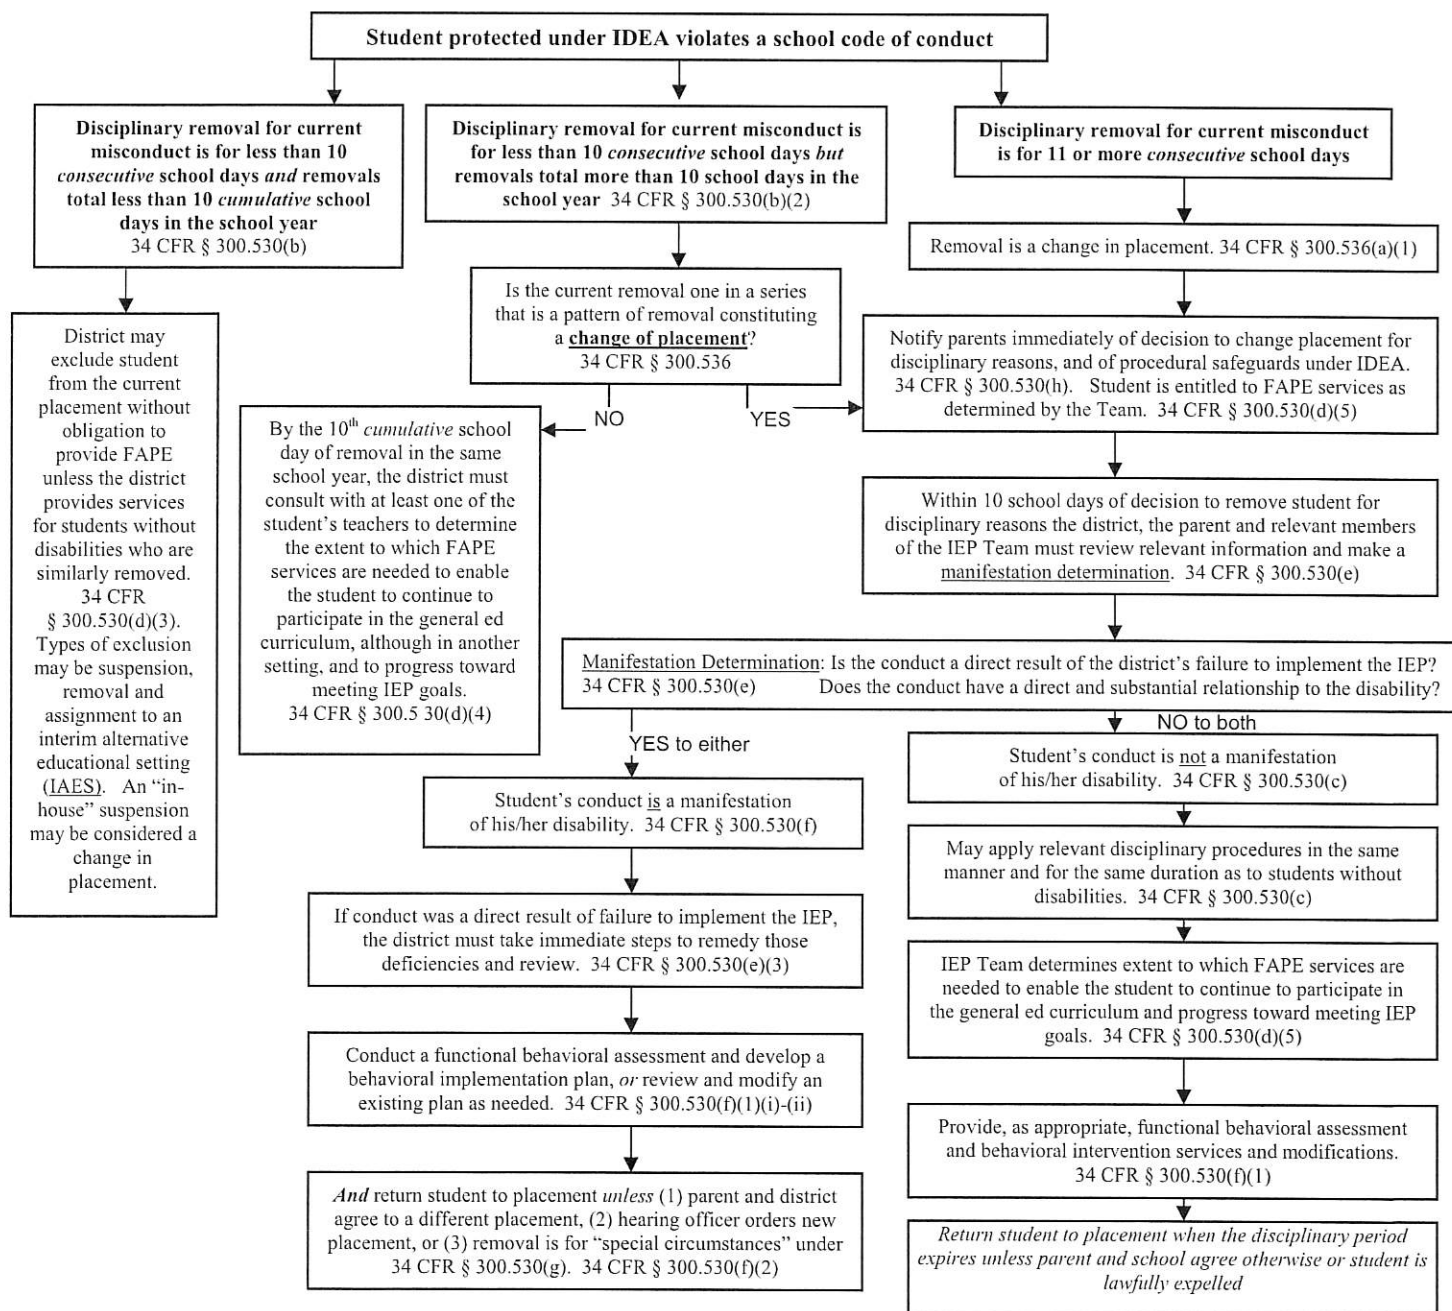 Student protected under IDEA violates a school code of conduct
Disciplinary removal for current
misconduct is for less than 10
consecutive school days and removals
total less than 10 cumulative school
days in the school year
34 CFR § 300.530(b)
Disciplinary removal for current misconduct is
for less than 10 consecutive school days but
removals total more than 10 school days in the
school year 34 CFR § 300.530(b)(2)
Disciplinary removal for current misconduct
is for 11 or more consecutive school days
Removal is a change in placement. 34 CFR § 300.536(a)(1)
District may
exclude student
from the current
placement without
obligation to
provide FAPE
unless the district
provides services
for students without
disabilities who are
similarly removed.
34 CFR
§ 300.530(d)(3).
Types of exclusion
may be suspension,
removal and
assignment to an
interim alternative
educational setting
(IAES). An “in-
house” suspension
may be considered a
change in
placement.
Is the current removal one in a series
that is a pattern of removal constituting
a change of placement?
34 CFR § 300.536
NO
YES
By the 10th cumulative school
day of removal in the same
school year, the district must
consult with at least one of the
student’s teachers to determine
the extent to which FAPE
services are needed to enable
the student to continue to
participate in the general ed
curriculum, although in another
setting, and to progress toward
meeting IEP goals.
34 CFR § 300.5 30(d)(4)
Notify parents immediately of decision to change placement for
disciplinary reasons, and of procedural safeguards under IDEA.
34 CFR § 300.530(h). Student is entitled to FAPE services as
determined by the Team. 34 CFR § 300.530(d)(5)
Within 10 school days of decision to remove student for
disciplinary reasons the district, the parent and relevant members
of the IEP Team must review relevant information and make a
manifestation determination. 34 CFR § 300.530(e)
Manifestation Determination: Is the conduct a direct result of the district’s failure to implement the IEP?
34 CFR § 300.530(e) Does the conduct have a direct and substantial relationship to the disability?
YES to either
NO to both
Student’s conduct is a manifestation
of his/her disability. 34 CFR § 300.530(f)
If conduct was a direct result of failure to implement the IEP,
the district must take immediate steps to remedy those
deficiencies and review. 34 CFR § 300.530(e)(3)
Conduct a functional behavioral assessment and develop a
behavioral implementation plan, or review and modify an
existing plan as needed. 34 CFR § 300.530(f)(1)(i)-(ii)
And return student to placement unless (1) parent and district
agree to a different placement, (2) hearing officer orders new
placement, or (3) removal is for “special circumstances” under
34 CFR § 300.530(g). 34 CFR § 300.530(f)(2)
Student’s conduct is not a manifestation
of his/her disability. 34 CFR § 300.530(c)
May apply relevant disciplinary procedures in the same
manner and for the same duration as to students without
disabilities. 34 CFR § 300.530(c)
IEP Team determines extent to which FAPE services are
needed to enable the student to continue to participate in
the general ed curriculum and progress toward meeting IEP
goals. 34 CFR § 300.530(d)(5)
Provide, as appropriate, functional behavioral assessment
and behavioral intervention services and modifications.
34 CFR § 300.530(f)(1)
Return student to placement when the disciplinary period
expires unless parent and school agree otherwise or student is
lawfully expelled